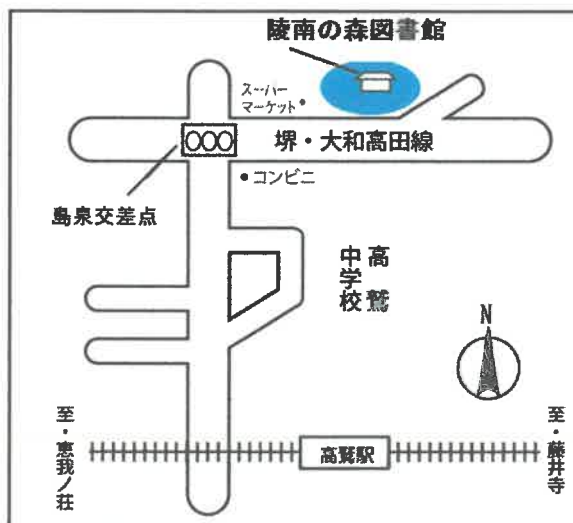 陵南の森図書館
スーパー
マーケット
堺・大和高田線
コンビニ
島泉交差点
高鷲
中学校
N
至・恵我ノ荘
高鷲駅
至・藤井寺